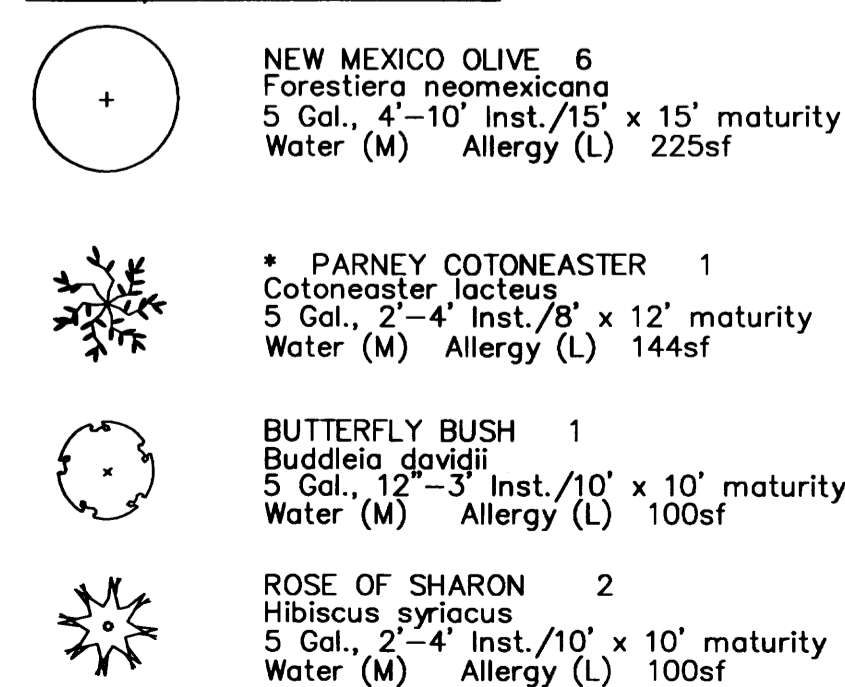 NEW MEXICO OLIVE 6
Forestiera neomexicana
5 Gal., 4'-10' Inst./15' x 15' maturity
Water (M) Allergy (L) 225sf
* PARNEY COTONEASTER 1
Cotoneaster lacteus
5 Gal., 2'-4' Inst./8' x 12' maturity
Water (M) Allergy (L) 144sf
BUTTERFLY BUSH 1
Buddleia davidii
5 Gal., 12"-3' Inst./10' x 10' maturity
Water (M) Allergy (L) 100sf
ROSE OF SHARON 2
Hibiscus syriacus
5 Gal., 2'-4' Inst./10' x 10' maturity
Water (M) Allergy (L) 100sf